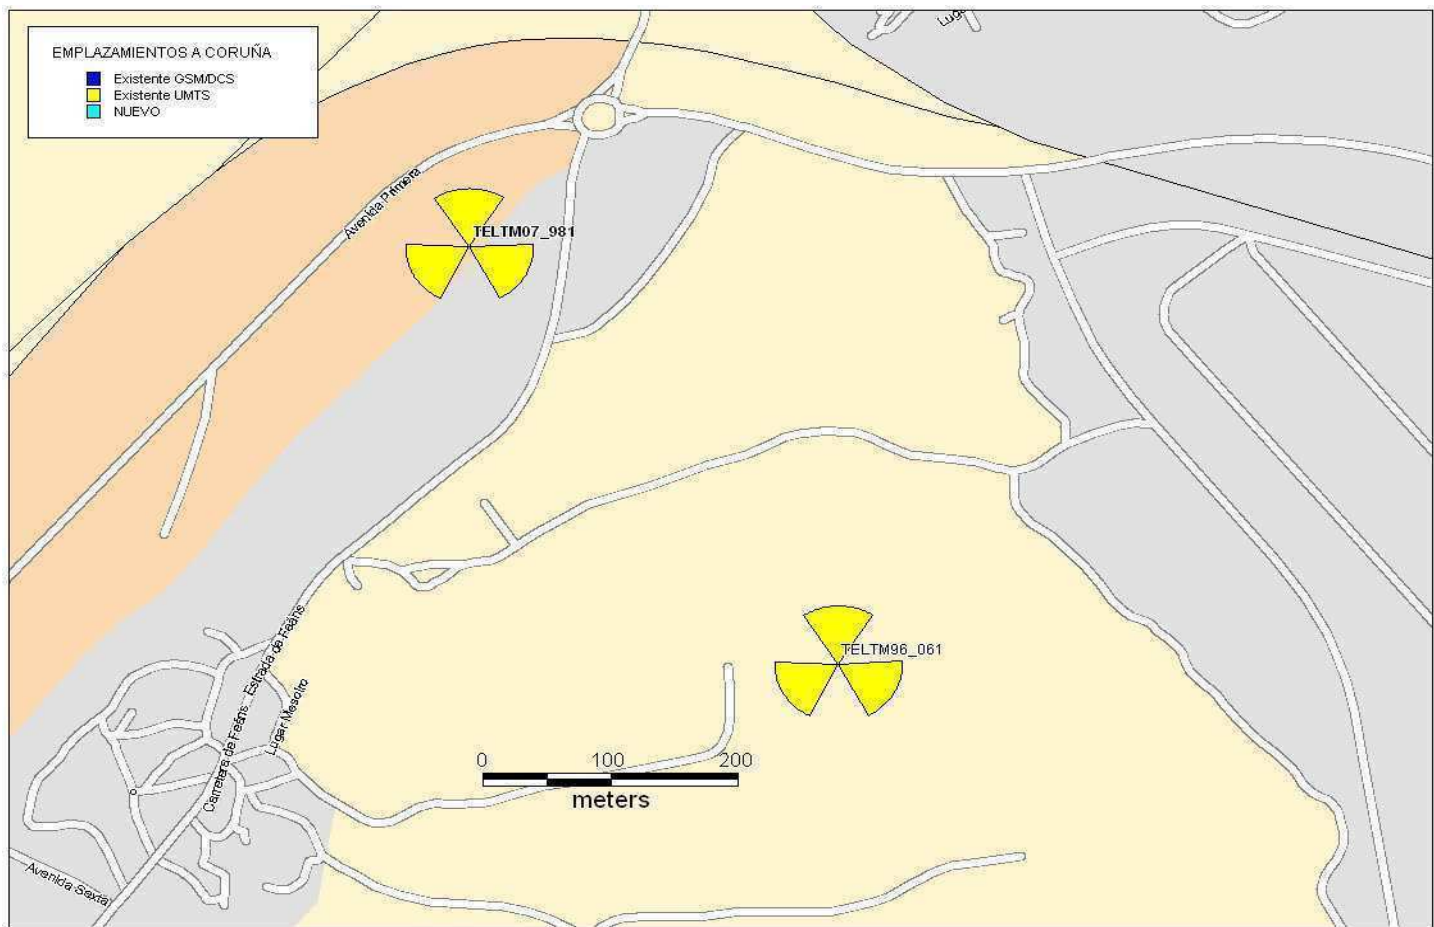 EMPLAZAMIENTOS A CORUÑA
Existente GSM/DCS
Existente UMTS
NUEVO
Avenida Primera
TELTM07_981
TELTM96_061
Estrada de Feáns
Lugar Mesoiro
Carretera de Feáns
0 100 200
meters
Avenida Sexta